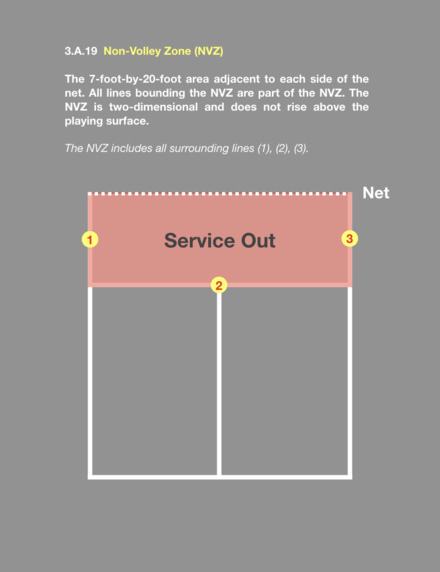 3.A.19 Non-Volley Zone (NVZ)
The 7-foot-by-20-foot area adjacent to each side of the
net. All lines bounding the NVZ are part of the NVZ. The
NVZ is two-dimensional and does not rise above the
playing surface.
The NVZ includes all surrounding lines (1), (2), (3).
Net
1
Service Out
3
2